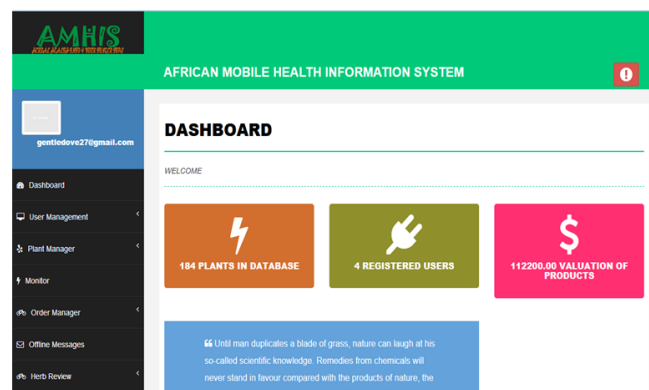 AMHIS
AFRICAN MOBILE HEALTH INFORMATION SYSTEM
gentledove27@gmail.com
Dashboard
User Management
Plant Manager
Monitor
Order Manager
Offline Messages
Herb Review
DASHBOARD
WELCOME
184 PLANTS IN DATABASE
4 REGISTERED USERS
112200.00 VALUATION OF
PRODUCTS
Until man duplicates a blade of grass, nature can laugh at his
so-called scientific knowledge. Remedies from chemicals will
never stand in favour compared with the products of nature, the